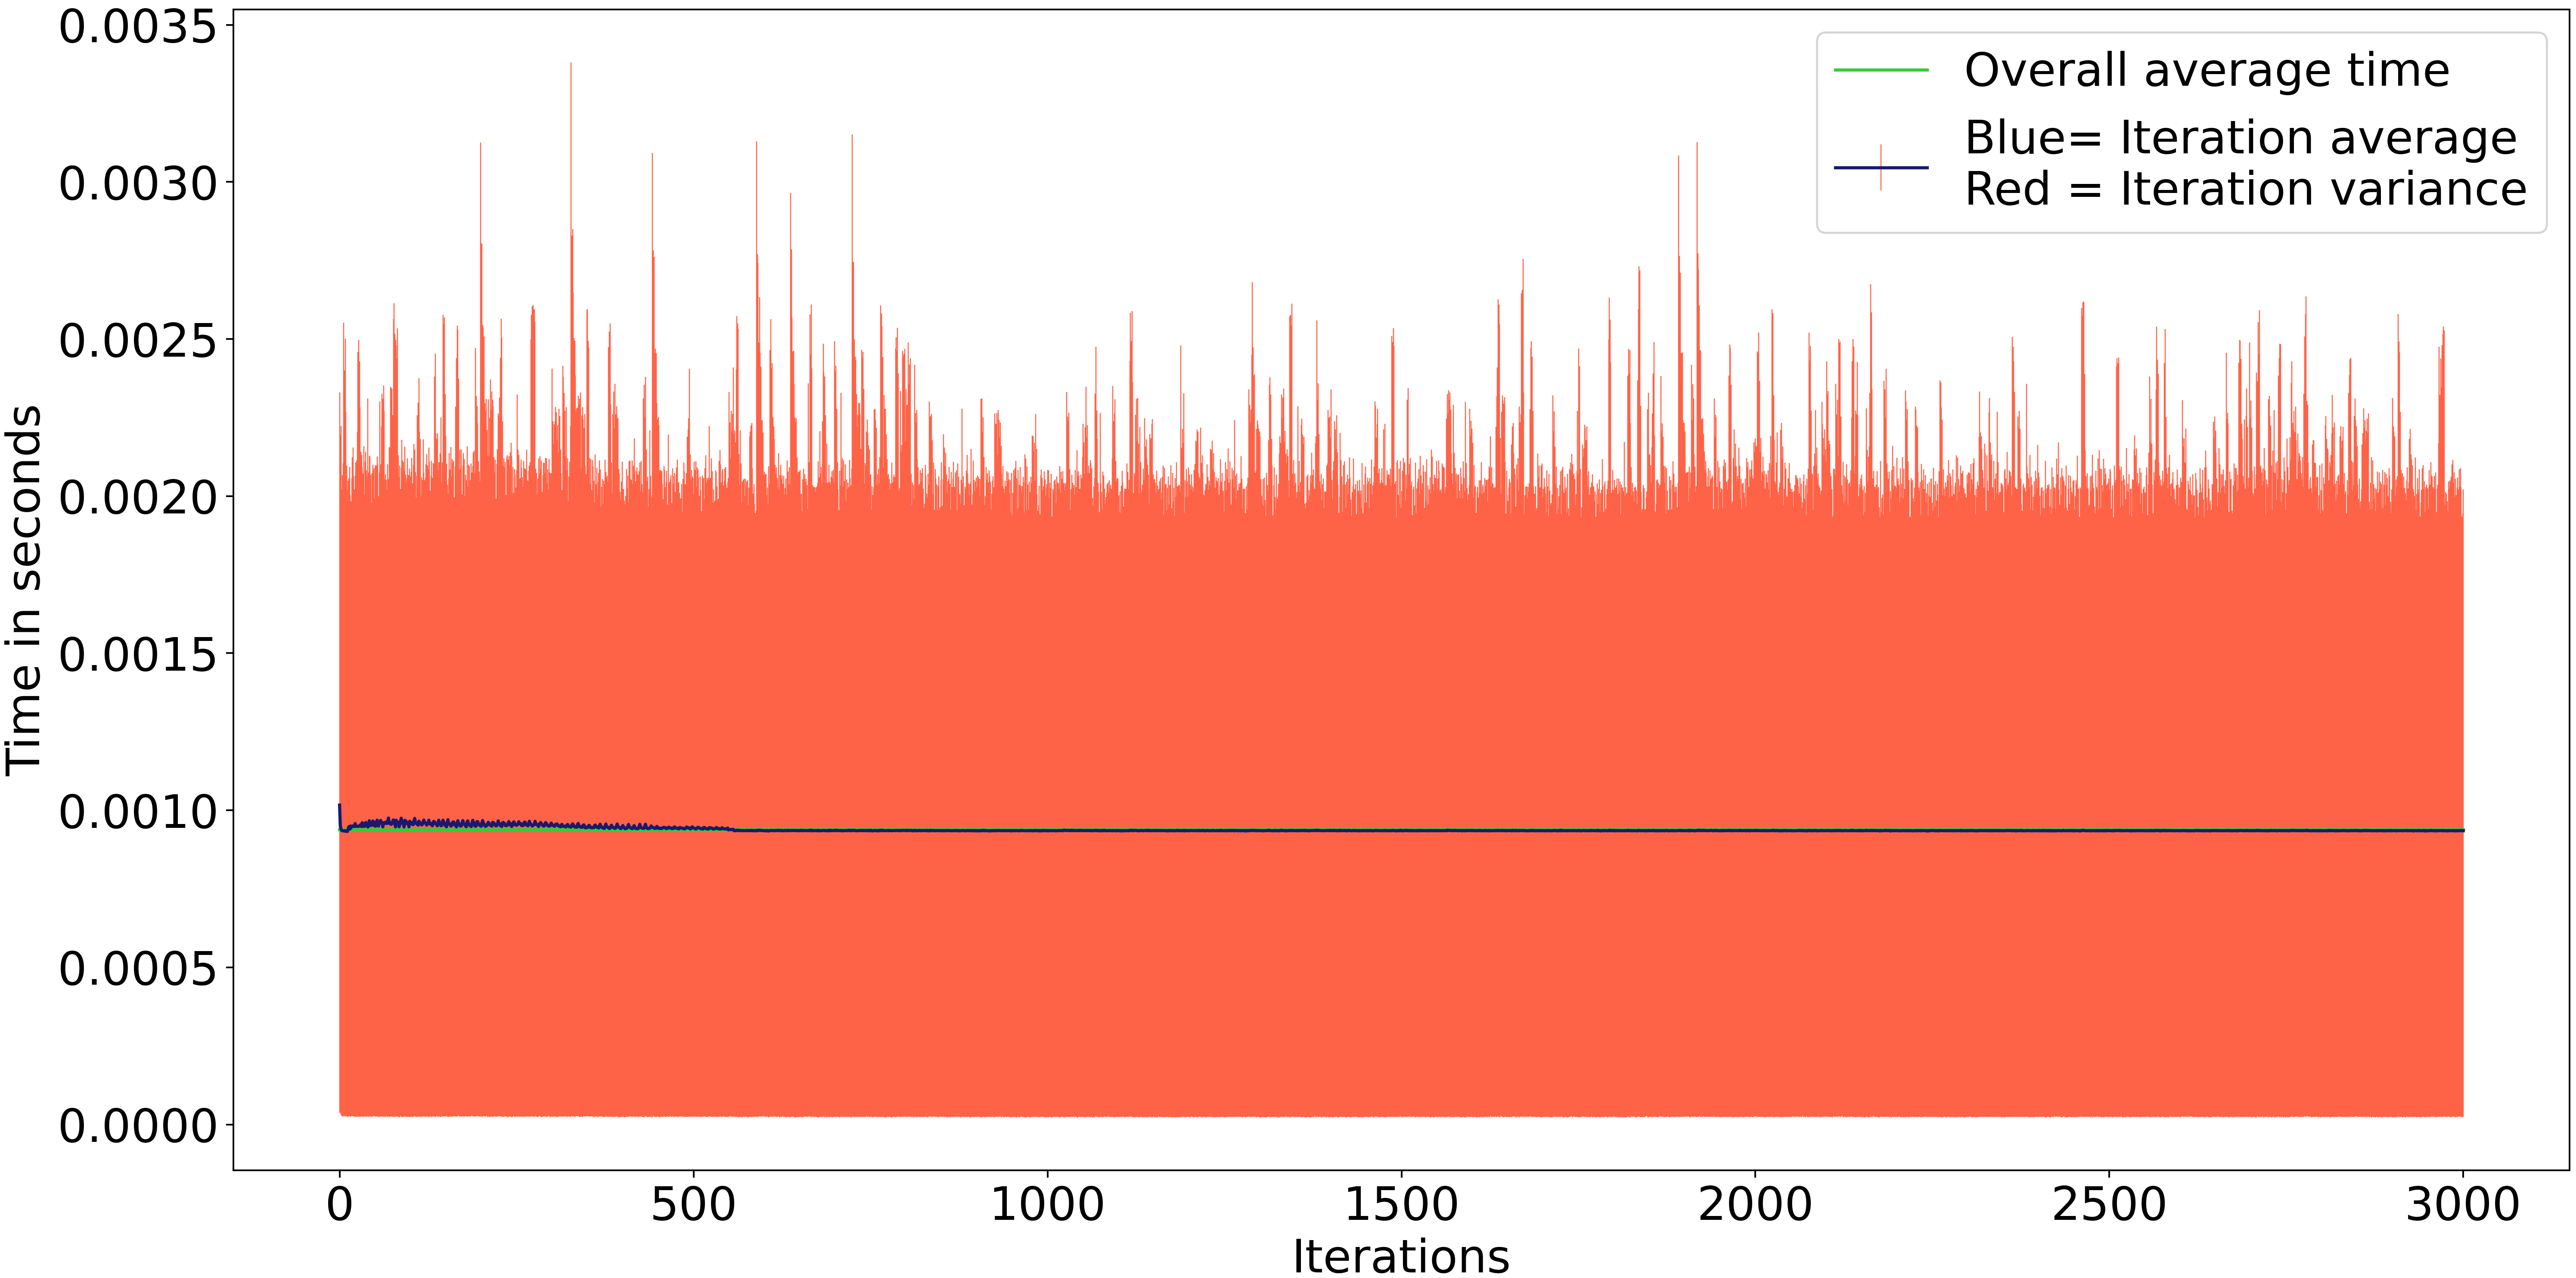 0.0035
0.0030
0.0025
0.0020
0.0015
0.0010
0.0005
0.0000
Time in seconds
Overall average time
Blue= Iteration average
Red = Iteration variance
0 500 1000 1500 2000 2500 3000
Iterations